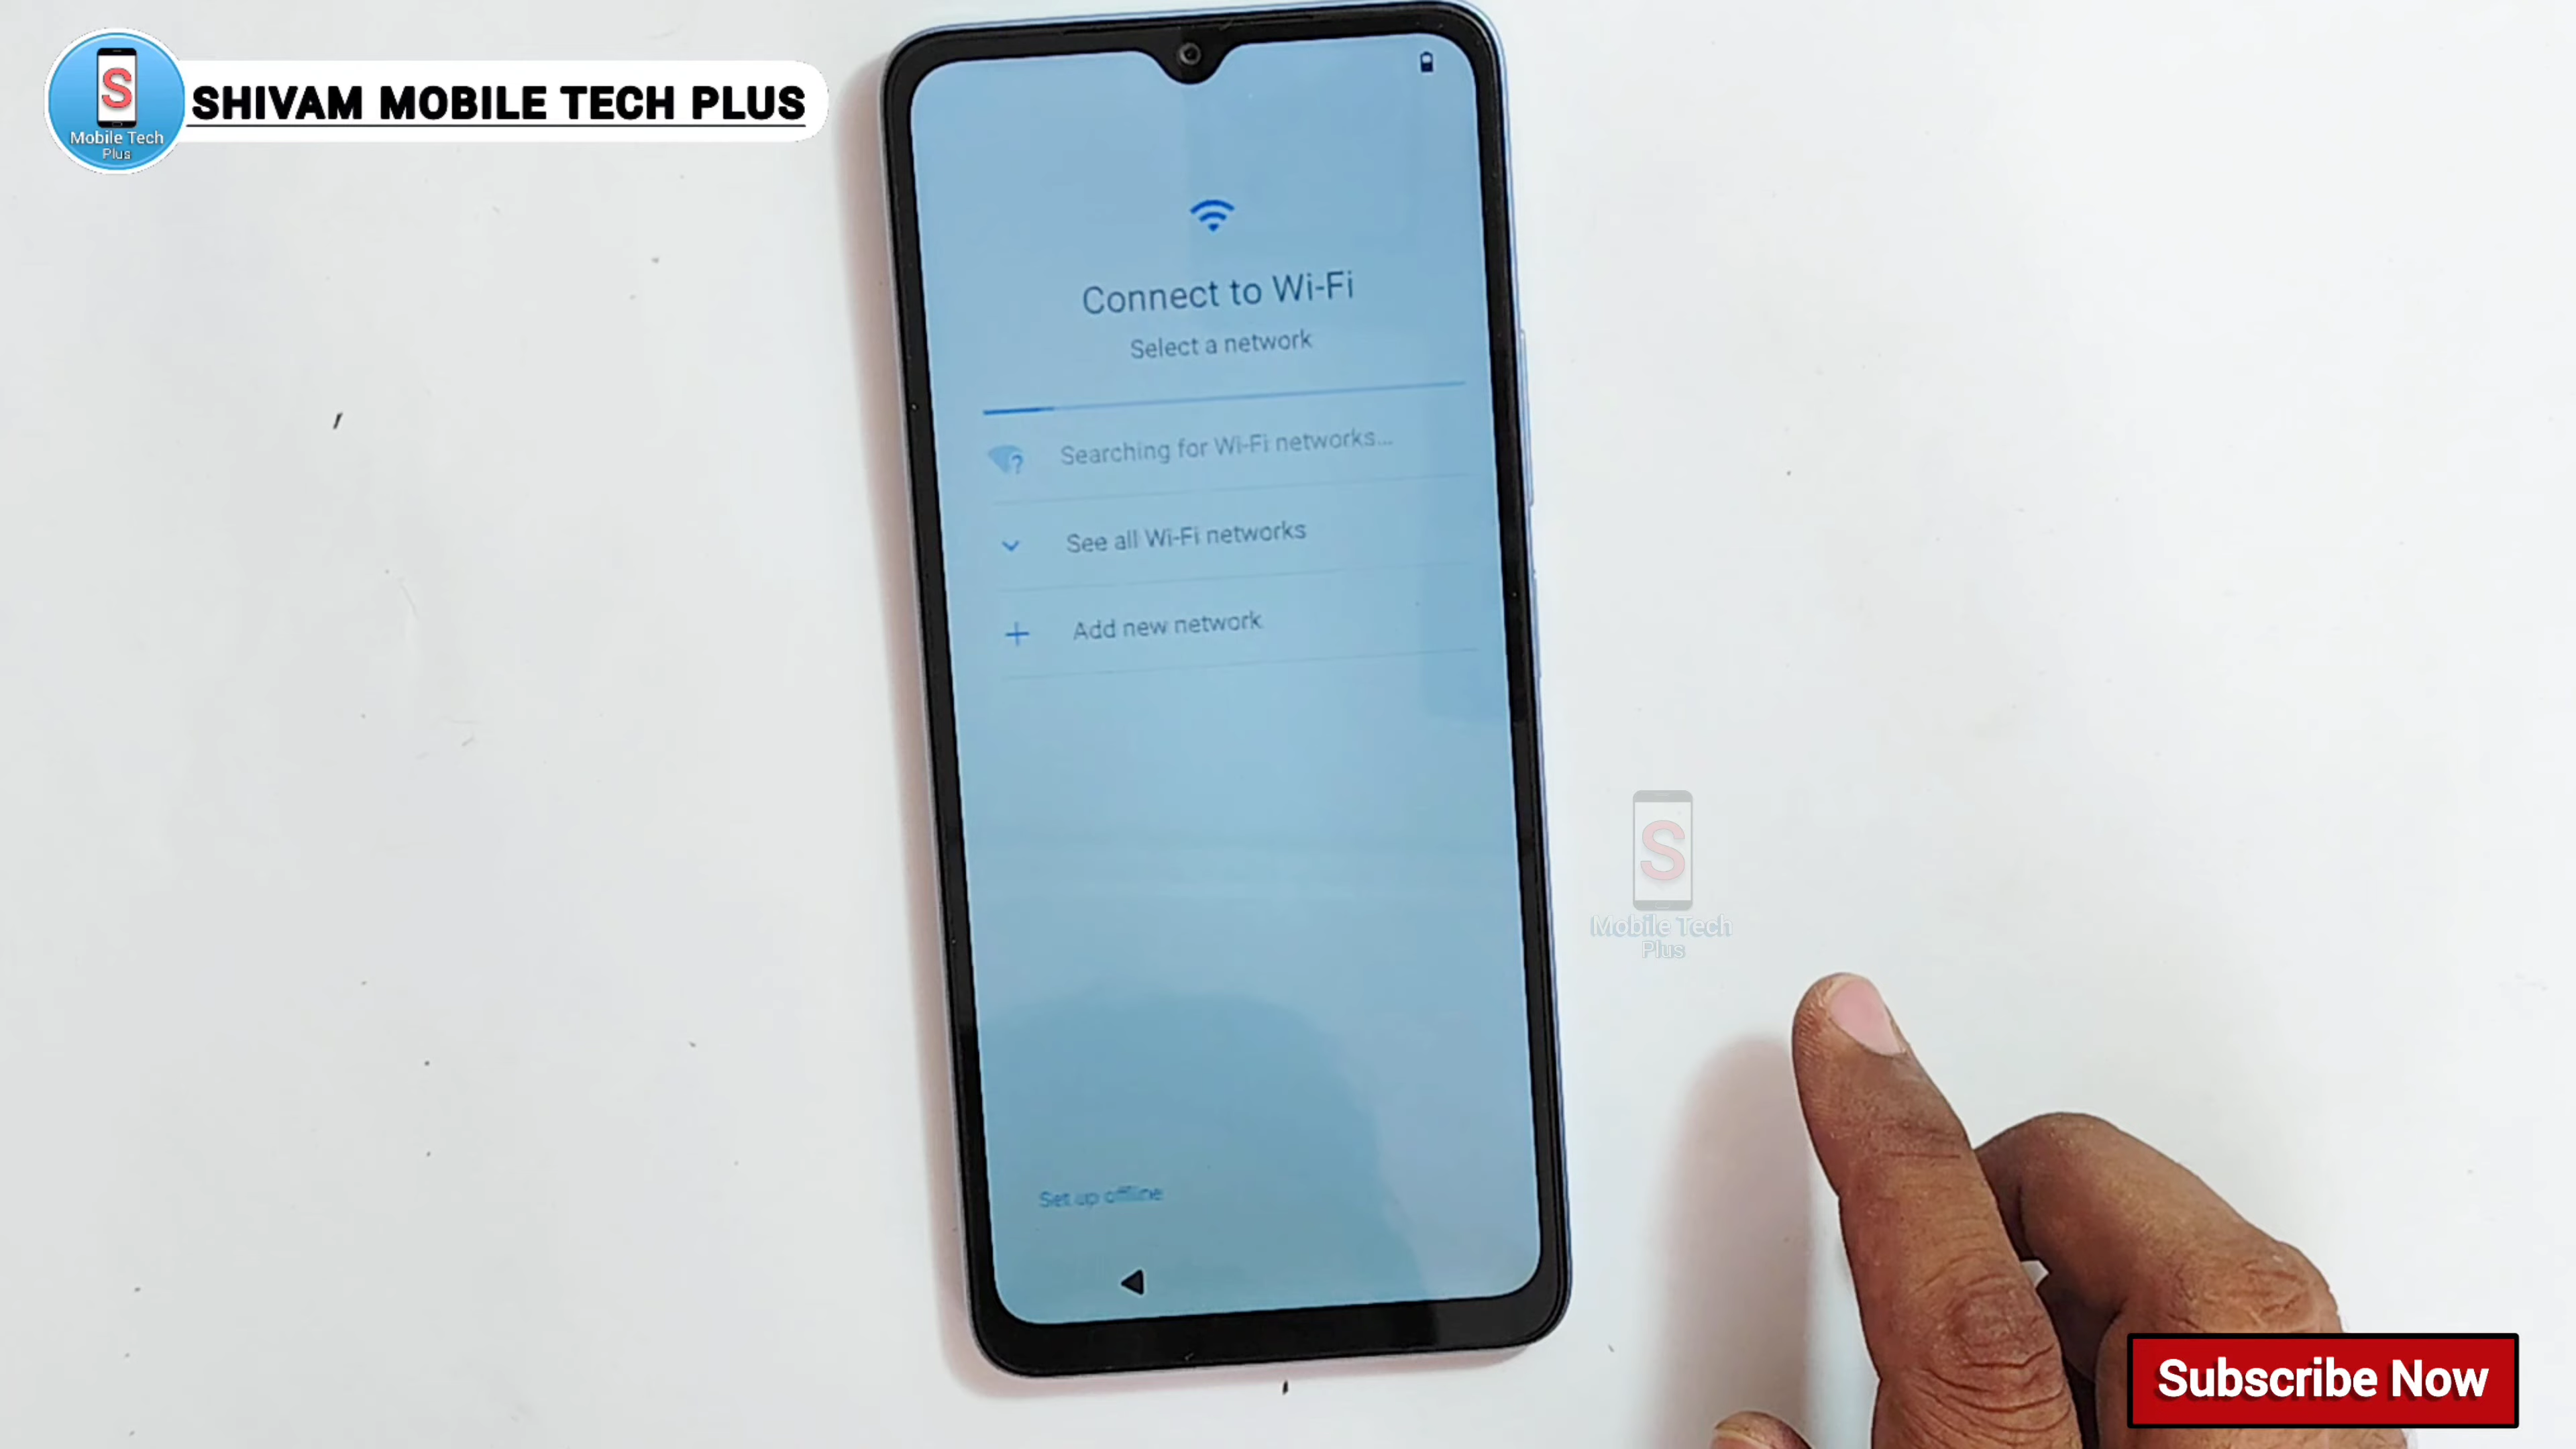 S
Mobile Tech
Plus
SHIVAM MOBILE TECH PLUS
Connect to Wi-Fi
Select a network
Searching for Wi-Fi networks...
See all Wi-Fi networks
Add new network
S
Mobile Tech
Plus
Set up offline
Subscribe Now